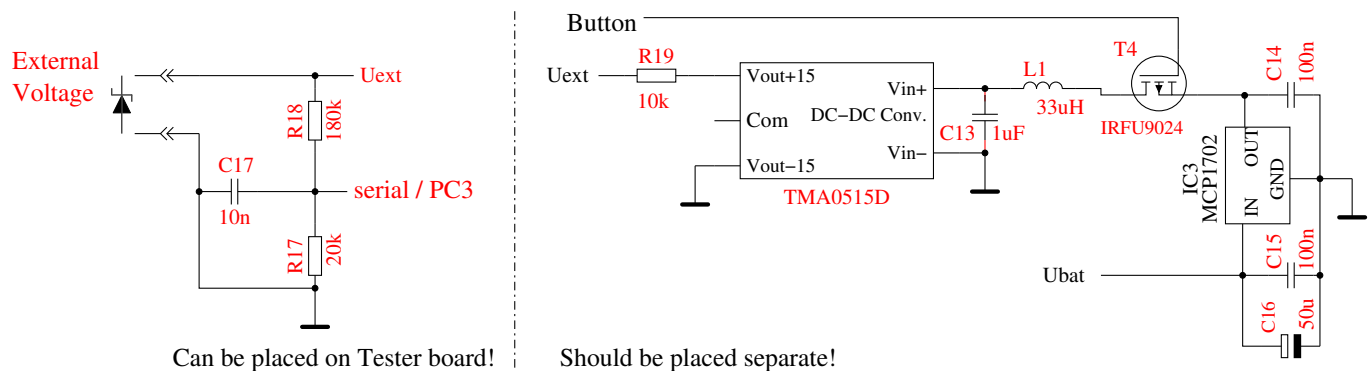 External
Voltage
Uext
R18
180k
C17
10n
serial / PC3
R17
20k
Can be placed on Tester board!
Button
Uext
R19
10k
Vout+15
Com
Vout−15
Vin+
DC−DC Conv.
Vin−
TMA0515D
C13
1uF
L1
33uH
T4
IRFU9024
C14
100n
IC3
MCP1702
OUT
GND
IN
Ubat
C15
100n
C16
50u
Should be placed separate!